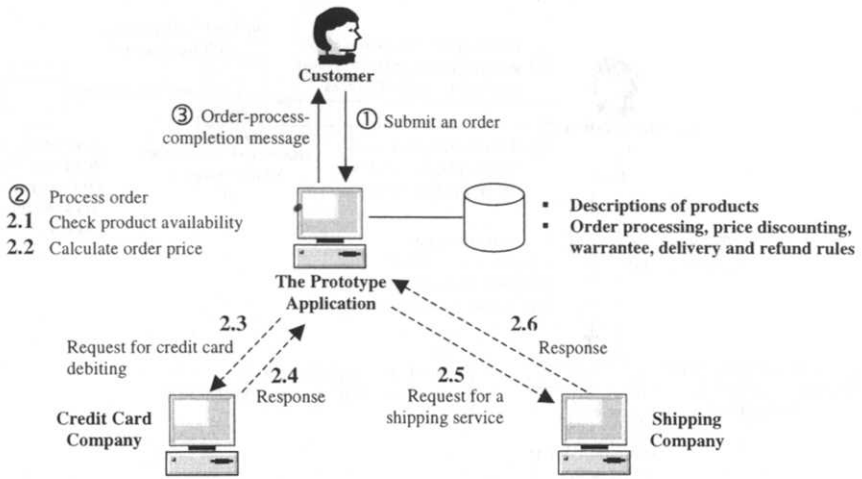 Customer
③ Order-process-
completion message
① Submit an order
② Process order
2.1 Check product availability
2.2 Calculate order price
▪ Descriptions of products
▪ Order processing, price discounting,
warrantee, delivery and refund rules
The Prototype
Application
2.3
Request for credit card
debiting
2.4
Response
2.5
Request for a
shipping service
2.6
Response
Credit Card
Company
Shipping
Company